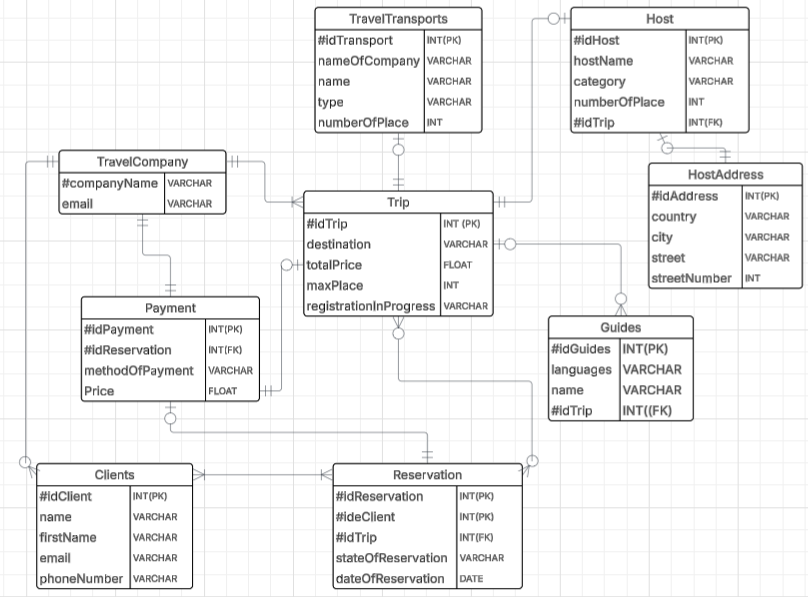 TravelTransports
#idTransport INT(PK)
nameOfCompany VARCHAR
name VARCHAR
type VARCHAR
numberOfPlace INT
Host
#idHost INT(PK)
hostName VARCHAR
category VARCHAR
numberOfPlace INT
#idTrip INT(FK)
TravelCompany
#companyName VARCHAR
email VARCHAR
HostAddress
#idAddress INT(PK)
country VARCHAR
city VARCHAR
street VARCHAR
streetNumber INT
Trip
#idTrip INT (PK)
destination VARCHAR
totalPrice FLOAT
maxPlace INT
registrationInProgress VARCHAR
Payment
#idPayment INT(PK)
#idReservation INT(FK)
methodOfPayment VARCHAR
Price FLOAT
Guides
#idGuides INT(PK)
languages VARCHAR
name VARCHAR
#idTrip INT((FK)
Clients
#idClient INT(PK)
name VARCHAR
firstName VARCHAR
email VARCHAR
phoneNumber VARCHAR
Reservation
#idReservation INT(PK)
#ideClient INT(PK)
#idTrip INT(FK)
stateOfReservation VARCHAR
dateOfReservation DATE